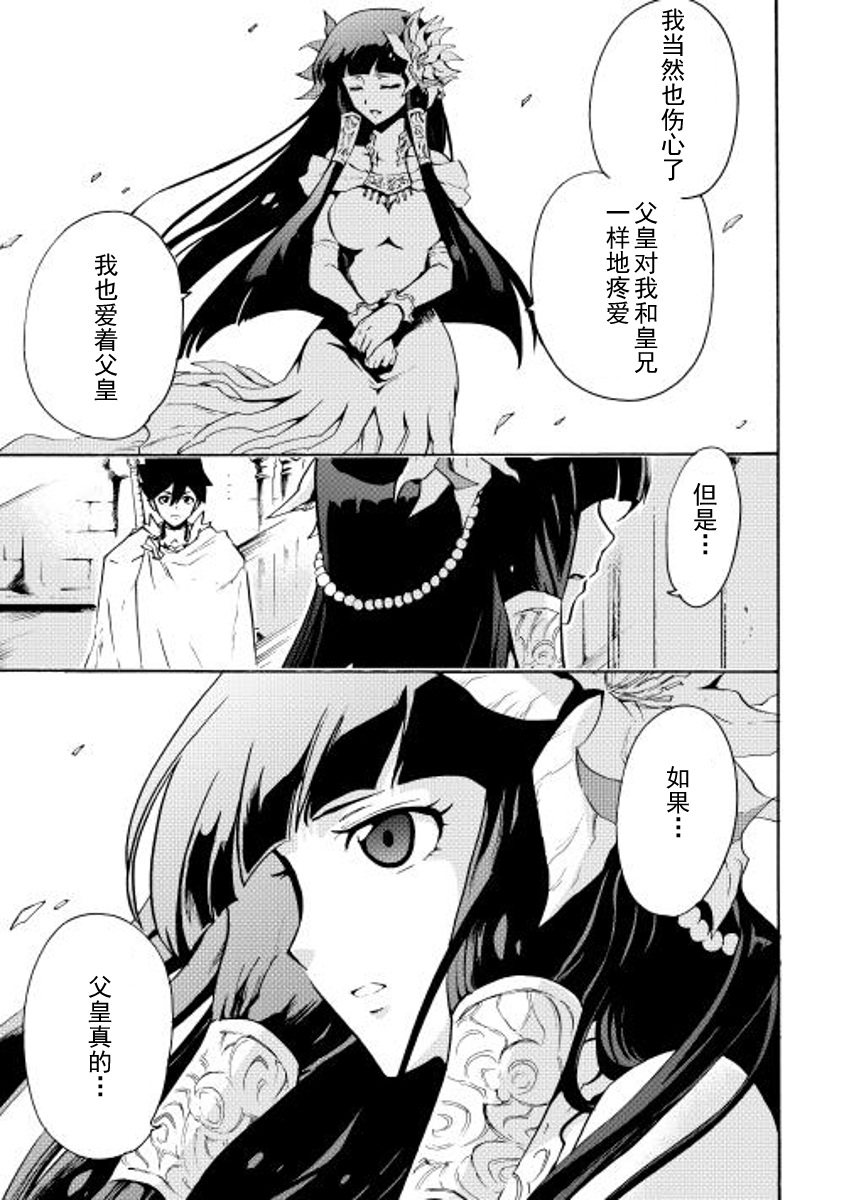 我当然也伤心了
父皇对我和皇兄
一样地疼爱
我也爱着父皇
但是…
如果…
父皇真的…